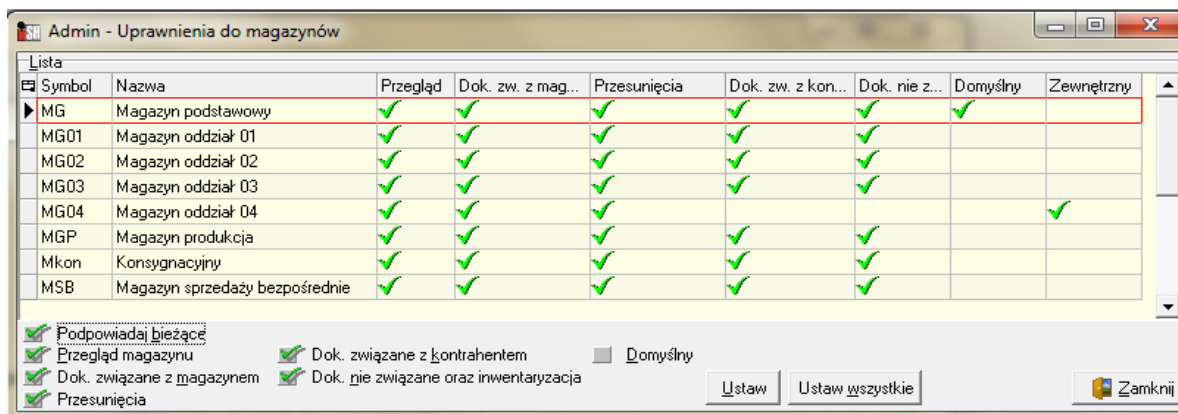 Admin - Uprawnienia do magazynów
Lista
Symbol Nazwa Przegląd Dok. zw. z mag... Przesunięcia Dok. zw. z kon... Dok. nie z... Domyślny Zewnętrzny
MG Magazyn podstawowy
MG01 Magazyn oddział 01
MG02 Magazyn oddział 02
MG03 Magazyn oddział 03
MG04 Magazyn oddział 04
MGP Magazyn produkcja
Mkon Konsygnacyjny
MSB Magazyn sprzedaży bezpośrednie
Podpowiadaj bieżące
Przegląd magazynu Dok. związane z kontrahentem Domyślny
Dok. związane z magazynem Dok. nie związane oraz inwentaryzacja
Przesunięcia Ustaw Ustaw wszystkie Zamknij